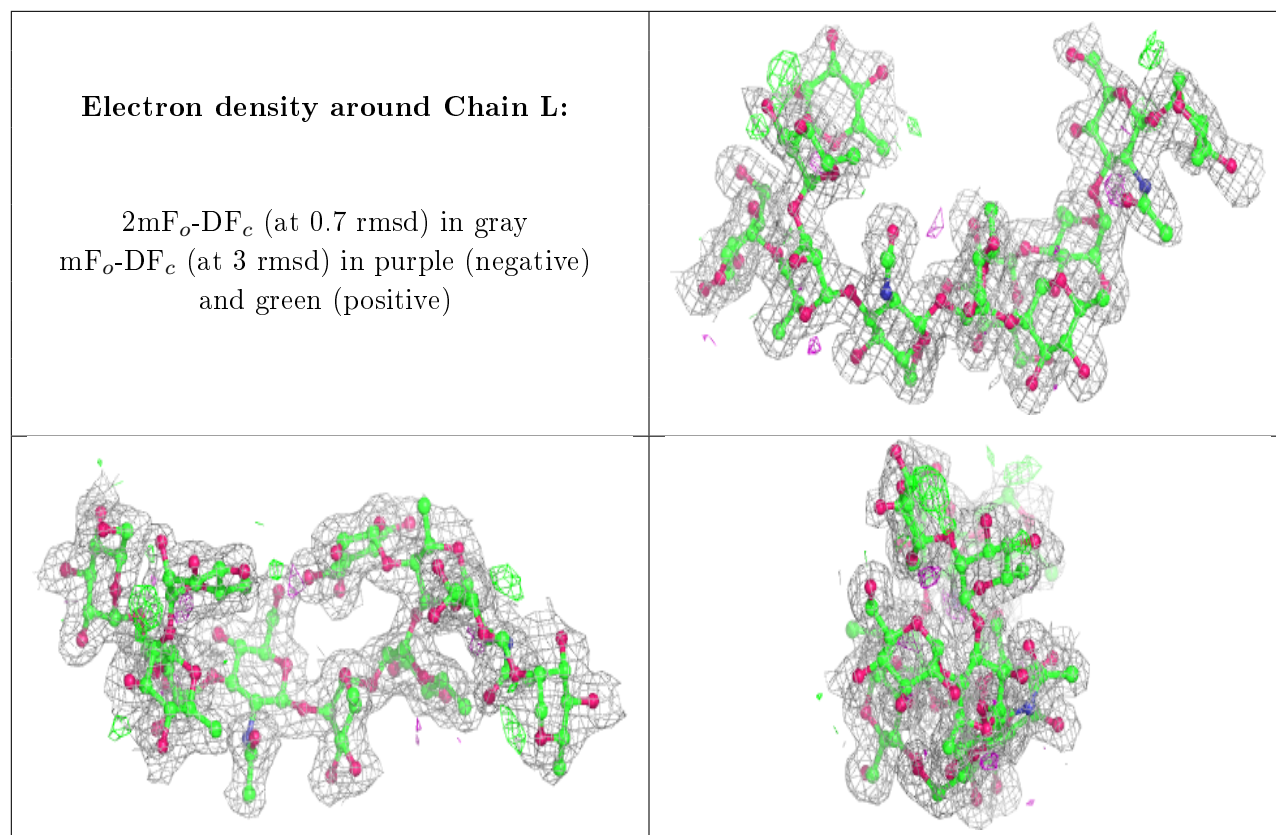 Electron density around Chain L:
2mFₒ-DF𝒸 (at 0.7 rmsd) in gray
mFₒ-DF𝒸 (at 3 rmsd) in purple (negative)
and green (positive)